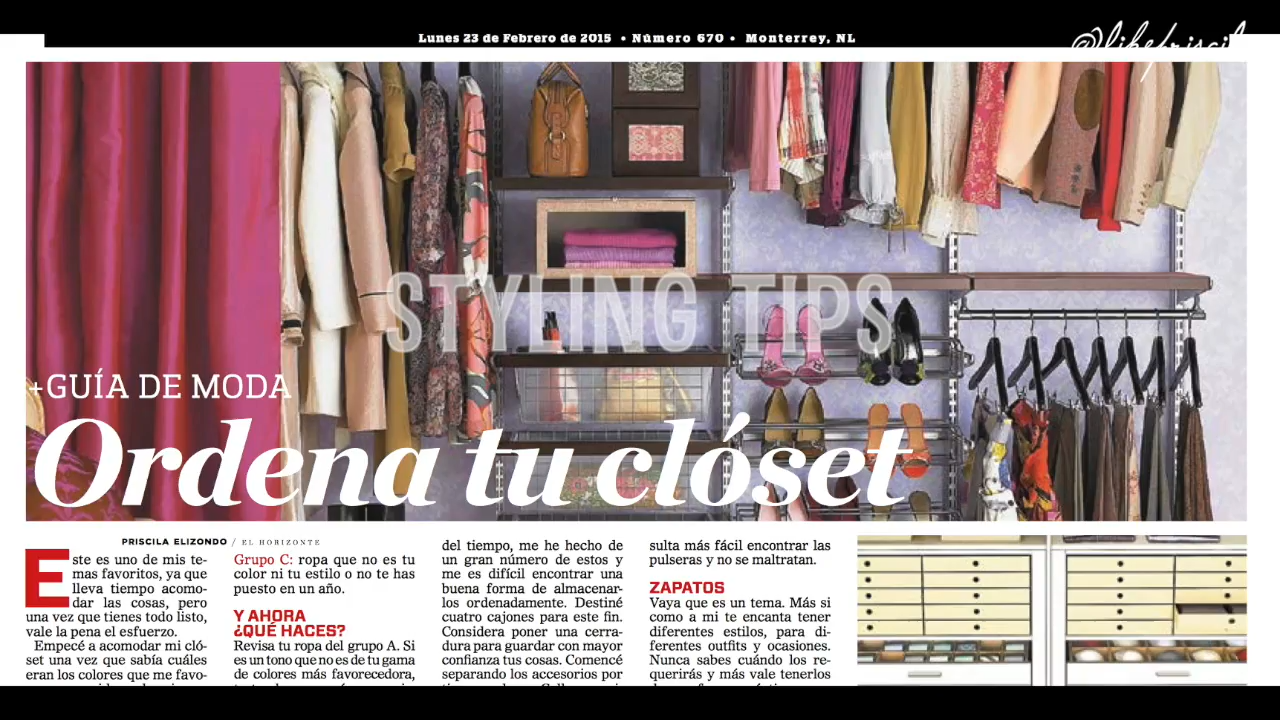 Lunes 23 de Febrero de 2015 • Número 670 • Monterrey, NL
STYLING TIPS
+GUÍA DE MODA
Ordena tu clóset
PRISCILA ELIZONDO / EL HORIZONTE
Este es uno de mis te-
mas favoritos, ya que
lleva tiempo acomo-
dar las cosas, pero
una vez que tienes todo listo,
vale la pena el esfuerzo.
Empecé a acomodar mi cló-
set una vez que sabía cuáles
eran los colores que me favo-
Grupo C: ropa que no es tu
color ni tu estilo o no te has
puesto en un año.
Y AHORA
¿QUÉ HACES?
Revisa tu ropa del grupo A. Si
es un tono que no es de tu gama
de colores más favorecedora,
del tiempo, me he hecho de
un gran número de estos y
me es difícil encontrar una
buena forma de almacenar-
los ordenadamente. Destiné
cuatro cajones para este fin.
Considera poner una cerra-
dura para guardar con mayor
confianza tus cosas. Comencé
separando los accesorios por
sulta más fácil encontrar las
pulseras y no se maltratan.
ZAPATOS
Vaya que es un tema. Más si
como a mi te encanta tener
diferentes estilos, para di-
ferentes outfits y ocasiones.
Nunca sabes cuándo los re-
querirás y más vale tenerlos